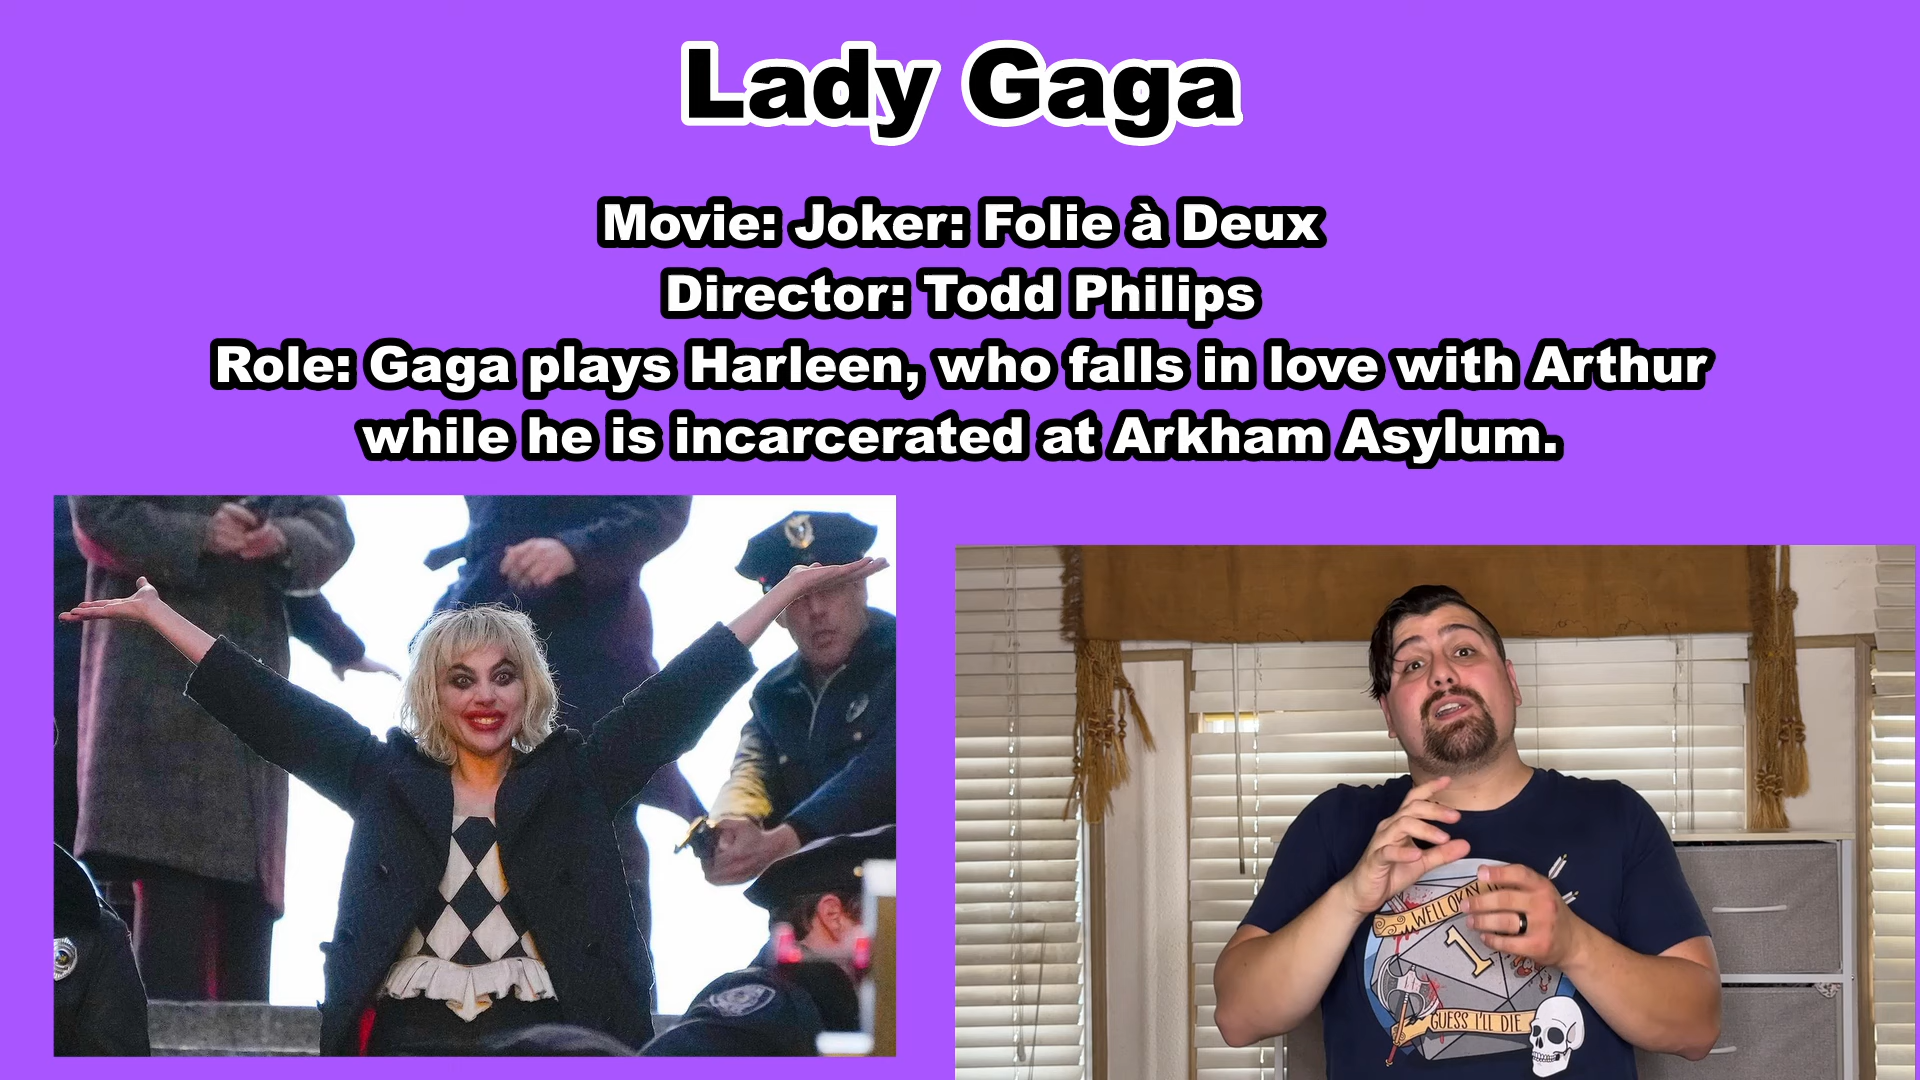 Lady Gaga
Movie: Joker: Folie à Deux
Director: Todd Philips
Role: Gaga plays Harleen, who falls in love with Arthur
while he is incarcerated at Arkham Asylum.
WELL OKAY
1
GUESS I'LL DIE